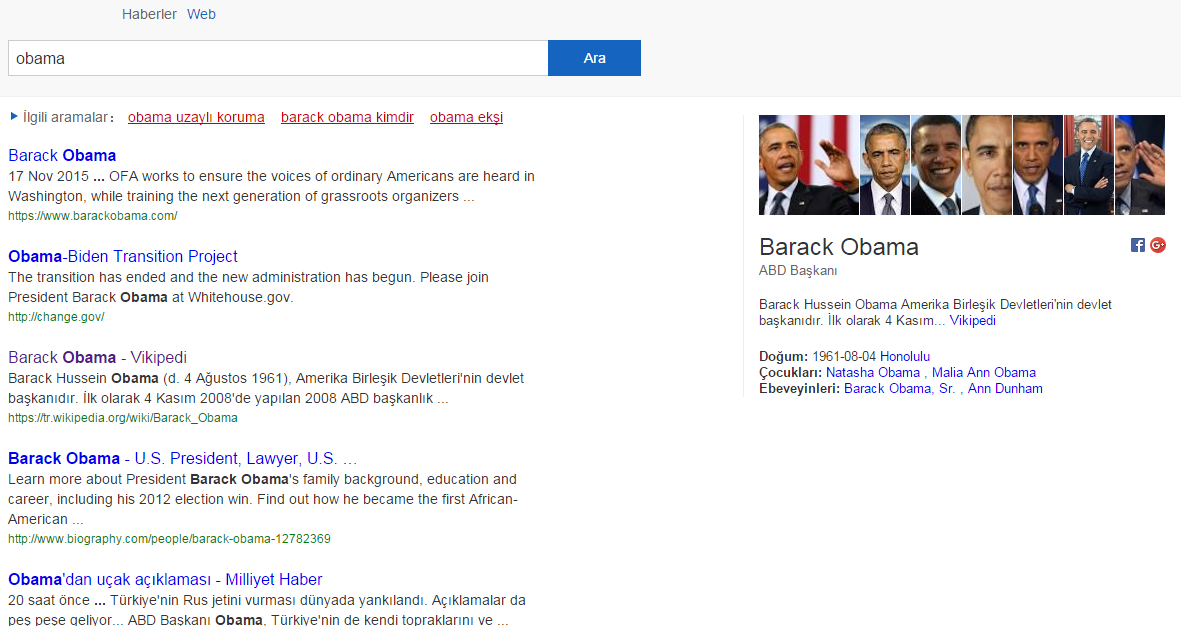 Haberler Web
obama
Ara
İlgili aramalar: obama uzaylı koruma barack obama kimdir obama ekşi
Barack Obama
17 Nov 2015 ... OFA works to ensure the voices of ordinary Americans are heard in
Washington, while training the next generation of grassroots organizers ...
https://www.barackobama.com/
Obama-Biden Transition Project
The transition has ended and the new administration has begun. Please join
President Barack Obama at Whitehouse.gov.
http://change.gov/
Barack Obama - Vikipedi
Barack Hussein Obama (d. 4 Ağustos 1961), Amerika Birleşik Devletleri'nin devlet
başkanıdır. İlk olarak 4 Kasım 2008'de yapılan 2008 ABD başkanlık ...
https://tr.wikipedia.org/wiki/Barack_Obama
Barack Obama - U.S. President, Lawyer, U.S. ...
Learn more about President Barack Obama's family background, education and
career, including his 2012 election win. Find out how he became the first African-
American ...
http://www.biography.com/people/barack-obama-12782369
Obama'dan uçak açıklaması - Milliyet Haber
20 saat önce ... Türkiye'nin Rus jetini vurması dünyada yankılandı. Açıklamalar da
peş peşe geliyor... ABD Başkanı Obama, Türkiye'nin de kendi topraklarını ve ...
Barack Obama
ABD Başkanı
Barack Hussein Obama Amerika Birleşik Devletleri'nin devlet
başkanıdır. İlk olarak 4 Kasım... Vikipedi
Doğum: 1961-08-04 Honolulu
Çocukları: Natasha Obama , Malia Ann Obama
Ebeveyinleri: Barack Obama, Sr. , Ann Dunham